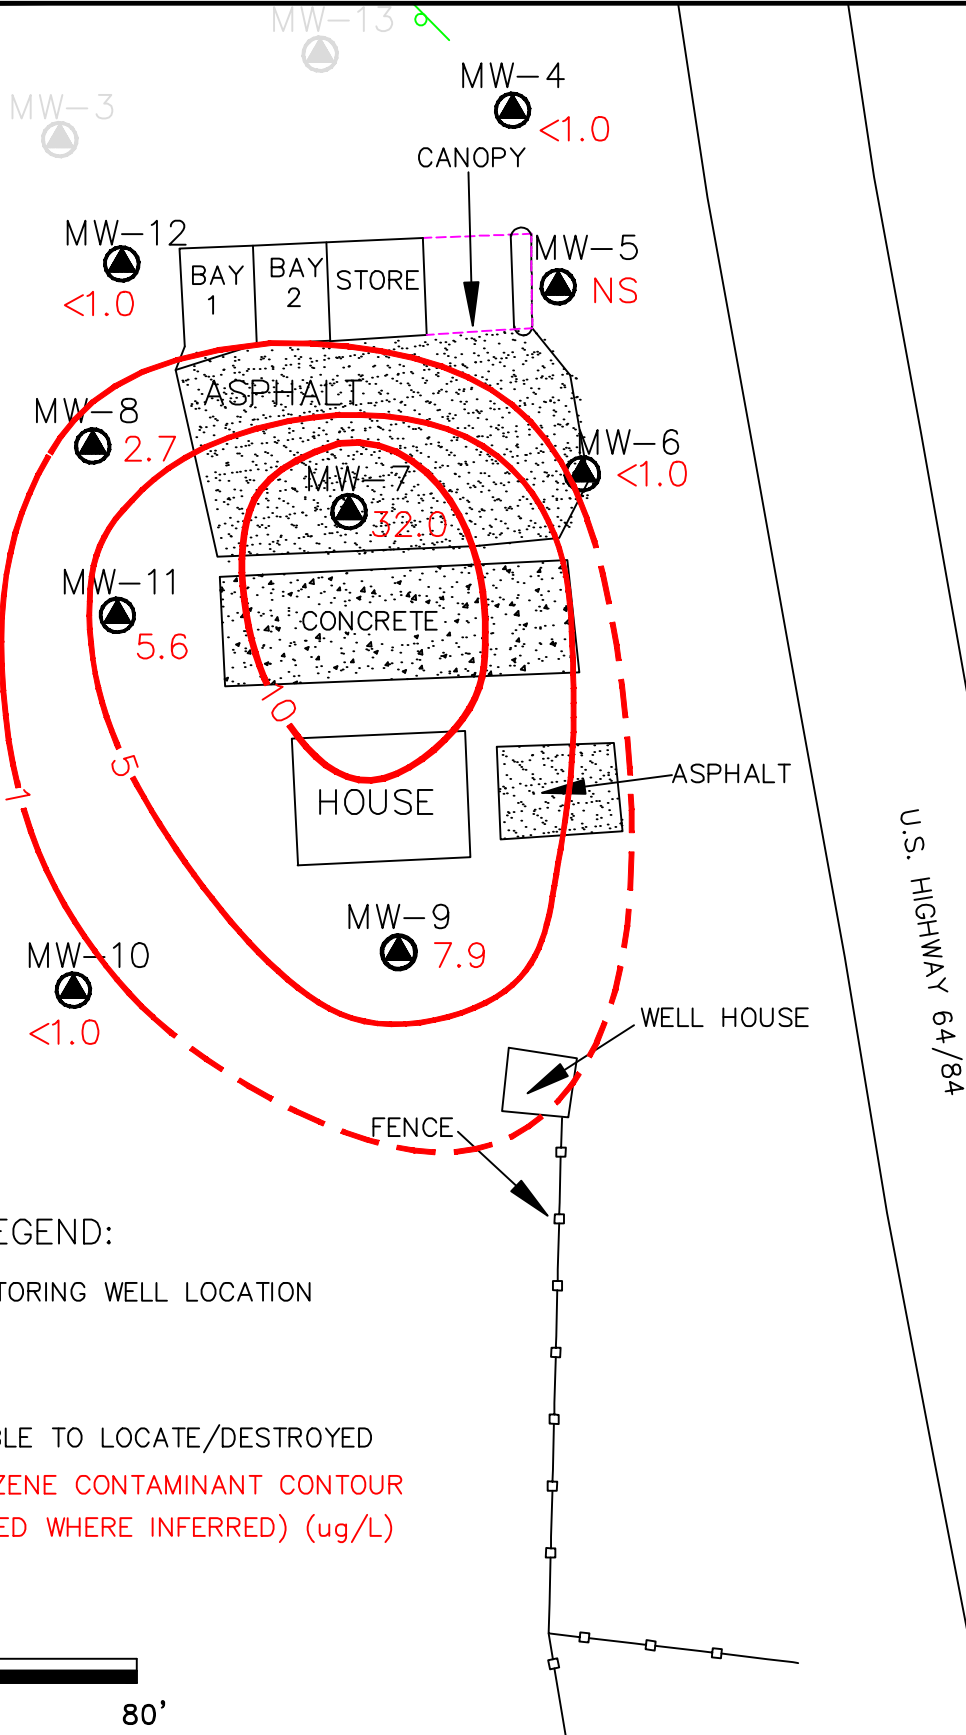 MW-13
MW-3
MW-4
<1.0
CANOPY
MW-12
<1.0
BAY
1
BAY
2
STORE
MW-5
NS
ASPHALT
MW-8
2.7
MW-6
<1.0
MW-7
32.0
MW-11
5.6
CONCRETE
10
5
1
HOUSE
ASPHALT
U.S. HIGHWAY 64/84
MW-9
7.9
MW-10
<1.0
WELL HOUSE
FENCE
EGEND:
TORING WELL LOCATION
BLE TO LOCATE/DESTROYED
ZENE CONTAMINANT CONTOUR
ED WHERE INFERRED) (ug/L)
80'